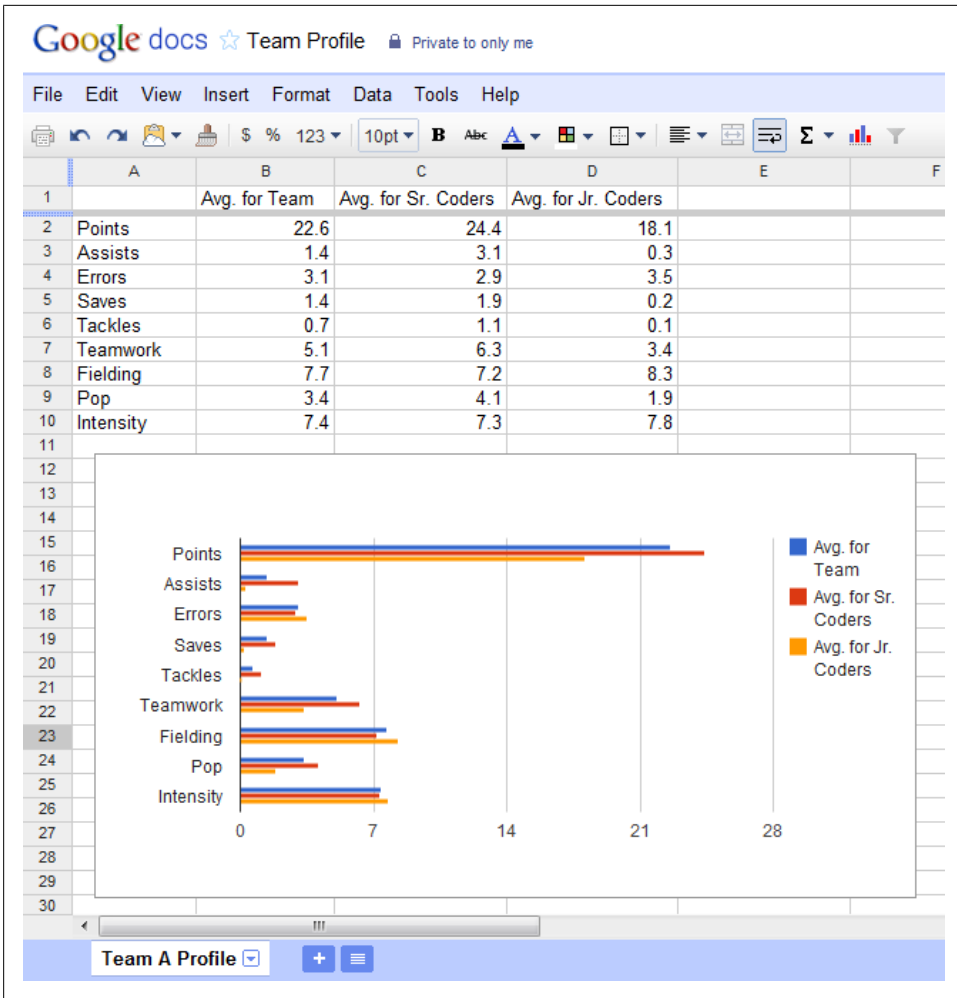 Google docs Team Profile Private to only me
File Edit View Insert Format Data Tools Help
$ % 123 10pt B Abc A Σ
A B C D E F
1 Avg. for Team Avg. for Sr. Coders Avg. for Jr. Coders
2 Points 22.6 24.4 18.1
3 Assists 1.4 3.1 0.3
4 Errors 3.1 2.9 3.5
5 Saves 1.4 1.9 0.2
6 Tackles 0.7 1.1 0.1
7 Teamwork 5.1 6.3 3.4
8 Fielding 7.7 7.2 8.3
9 Pop 3.4 4.1 1.9
10 Intensity 7.4 7.3 7.8
11
12
13
14
15
16
17
18
19
20
21
22
23
24
25
26
27
28
29
30
Points
Assists
Errors
Saves
Tackles
Teamwork
Fielding
Pop
Intensity
0 7 14 21 28
Avg. for
Team
Avg. for Sr.
Coders
Avg. for Jr.
Coders
Team A Profile